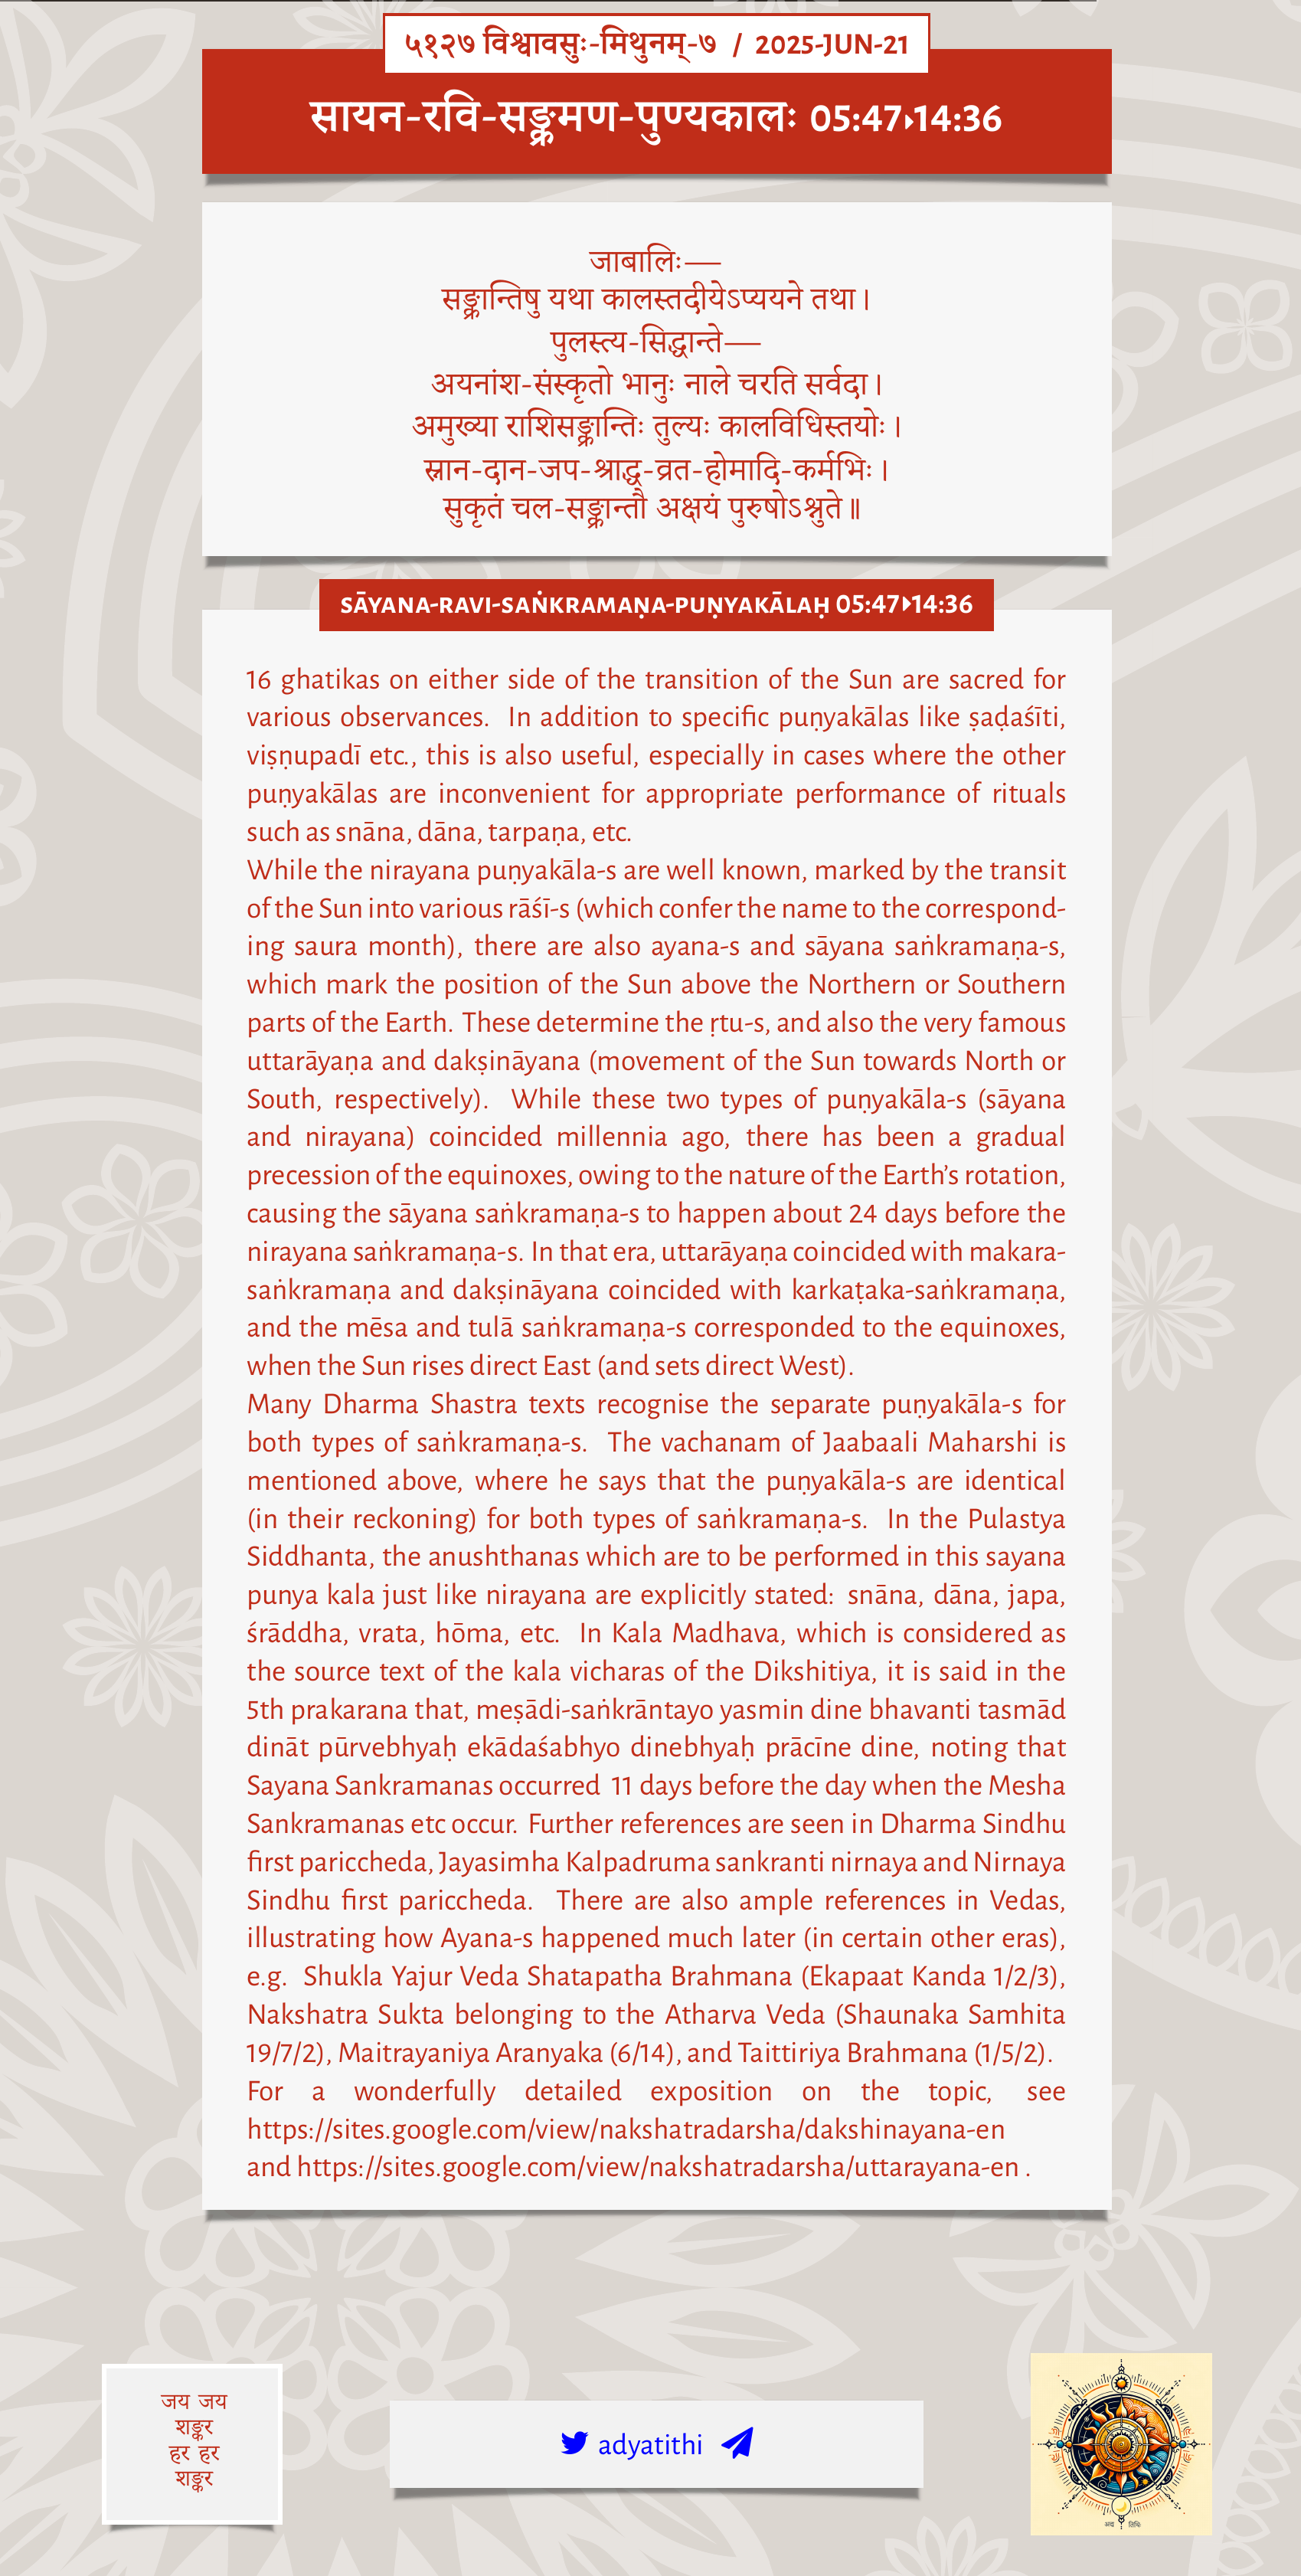 ५१२७ विश्वावसुः-मिथुनम्-७ / 2025-JUN-21
सायन-रवि-सङ्क्रमण-पुण्यकालः 05:47▸14:36
जाबालिः—
सङ्क्रान्तिषु यथा कालस्तदीयेऽप्ययने तथा।
पुलस्त्य-सिद्धान्ते—
अयनांश-संस्कृतो भानुः नाले चरति सर्वदा।
अमुख्या राशिसङ्क्रान्तिः तुल्यः कालविधिस्तयोः।
स्नान-दान-जप-श्राद्ध-व्रत-होमादि-कर्मभिः।
सुकृतं चल-सङ्क्रान्तौ अक्षयं पुरुषोऽश्नुते॥
SĀYANA-RAVI-SAṄKRAMAṆA-PUṆYAKĀLAḤ 05:47▸14:36
16 ghatikas on either side of the transition of the Sun are sacred for
various observances. In addition to specific puṇyakālas like ṣaḍaśīti,
viṣṇupadī etc., this is also useful, especially in cases where the other
puṇyakālas are inconvenient for appropriate performance of rituals
such as snāna, dāna, tarpaṇa, etc.
While the nirayana puṇyakāla-s are well known, marked by the transit
of the Sun into various rāśī-s (which confer the name to the correspond-
ing saura month), there are also ayana-s and sāyana saṅkramaṇa-s,
which mark the position of the Sun above the Northern or Southern
parts of the Earth. These determine the ṛtu-s, and also the very famous
uttarāyaṇa and dakṣināyana (movement of the Sun towards North or
South, respectively). While these two types of puṇyakāla-s (sāyana
and nirayana) coincided millennia ago, there has been a gradual
precession of the equinoxes, owing to the nature of the Earth’s rotation,
causing the sāyana saṅkramaṇa-s to happen about 24 days before the
nirayana saṅkramaṇa-s. In that era, uttarāyaṇa coincided with makara-
saṅkramaṇa and dakṣināyana coincided with karkaṭaka-saṅkramaṇa,
and the mēsa and tulā saṅkramaṇa-s corresponded to the equinoxes,
when the Sun rises direct East (and sets direct West).
Many Dharma Shastra texts recognise the separate puṇyakāla-s for
both types of saṅkramaṇa-s. The vachanam of Jaabaali Maharshi is
mentioned above, where he says that the puṇyakāla-s are identical
(in their reckoning) for both types of saṅkramaṇa-s. In the Pulastya
Siddhanta, the anushthanas which are to be performed in this sayana
punya kala just like nirayana are explicitly stated: snāna, dāna, japa,
śrāddha, vrata, hōma, etc. In Kala Madhava, which is considered as
the source text of the kala vicharas of the Dikshitiya, it is said in the
5th prakarana that, meṣādi-saṅkrāntayo yasmin dine bhavanti tasmād
dināt pūrvebhyaḥ ekādaśabhyo dinebhyaḥ prācīne dine, noting that
Sayana Sankramanas occurred 11 days before the day when the Mesha
Sankramanas etc occur. Further references are seen in Dharma Sindhu
first pariccheda, Jayasimha Kalpadruma sankranti nirnaya and Nirnaya
Sindhu first pariccheda. There are also ample references in Vedas,
illustrating how Ayana-s happened much later (in certain other eras),
e.g. Shukla Yajur Veda Shatapatha Brahmana (Ekapaat Kanda 1/2/3),
Nakshatra Sukta belonging to the Atharva Veda (Shaunaka Samhita
19/7/2), Maitrayaniya Aranyaka (6/14), and Taittiriya Brahmana (1/5/2).
For a wonderfully detailed exposition on the topic, see
https://sites.google.com/view/nakshatradarsha/dakshinayana-en
and https://sites.google.com/view/nakshatradarsha/uttarayana-en .
जय जय
शङ्कर
हर हर
शङ्कर
adyatithi